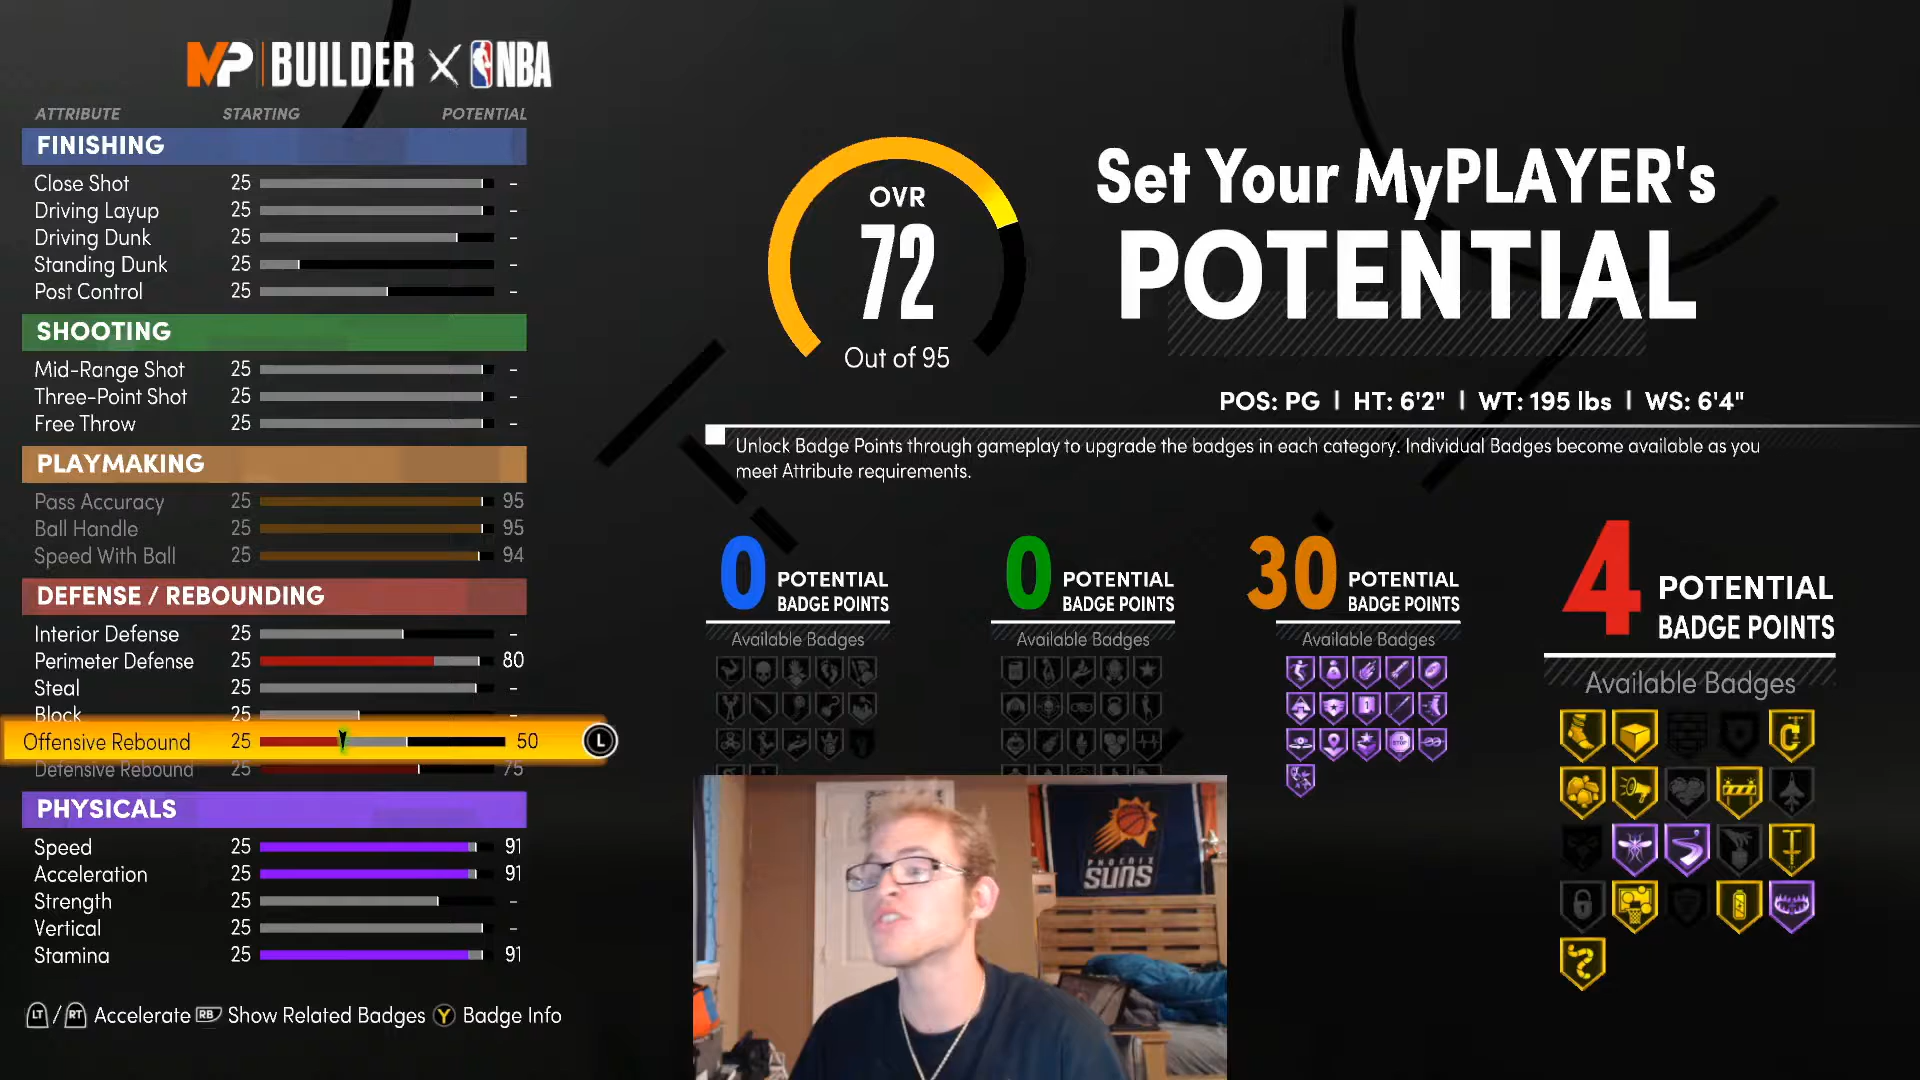 MP BUILDER X NBA
ATTRIBUTE STARTING POTENTIAL
FINISHING
Close Shot 25 -
Driving Layup 25 -
Driving Dunk 25 -
Standing Dunk 25 -
Post Control 25 -
SHOOTING
Mid-Range Shot 25 -
Three-Point Shot 25 -
Free Throw 25 -
PLAYMAKING
Pass Accuracy 25 95
Ball Handle 25 95
Speed With Ball 25 94
DEFENSE / REBOUNDING
Interior Defense 25 -
Perimeter Defense 25 80
Steal 25 -
Block 25 -
Offensive Rebound 25 50 L
Defensive Rebound 25 75
PHYSICALS
Speed 25 91
Acceleration 25 91
Strength 25 -
Vertical 25 -
Stamina 25 91
LT / RT Accelerate RB Show Related Badges Y Badge Info
OVR
72
Out of 95
Set Your MyPLAYER's
POTENTIAL
POS: PG | HT: 6'2" | WT: 195 lbs | WS: 6'4"
Unlock Badge Points through gameplay to upgrade the badges in each category. Individual Badges become available as you
meet Attribute requirements.
0 POTENTIAL
BADGE POINTS
Available Badges
0 POTENTIAL
BADGE POINTS
Available Badges
30 POTENTIAL
BADGE POINTS
Available Badges
4 POTENTIAL
BADGE POINTS
Available Badges
PHOENIX
SUNS